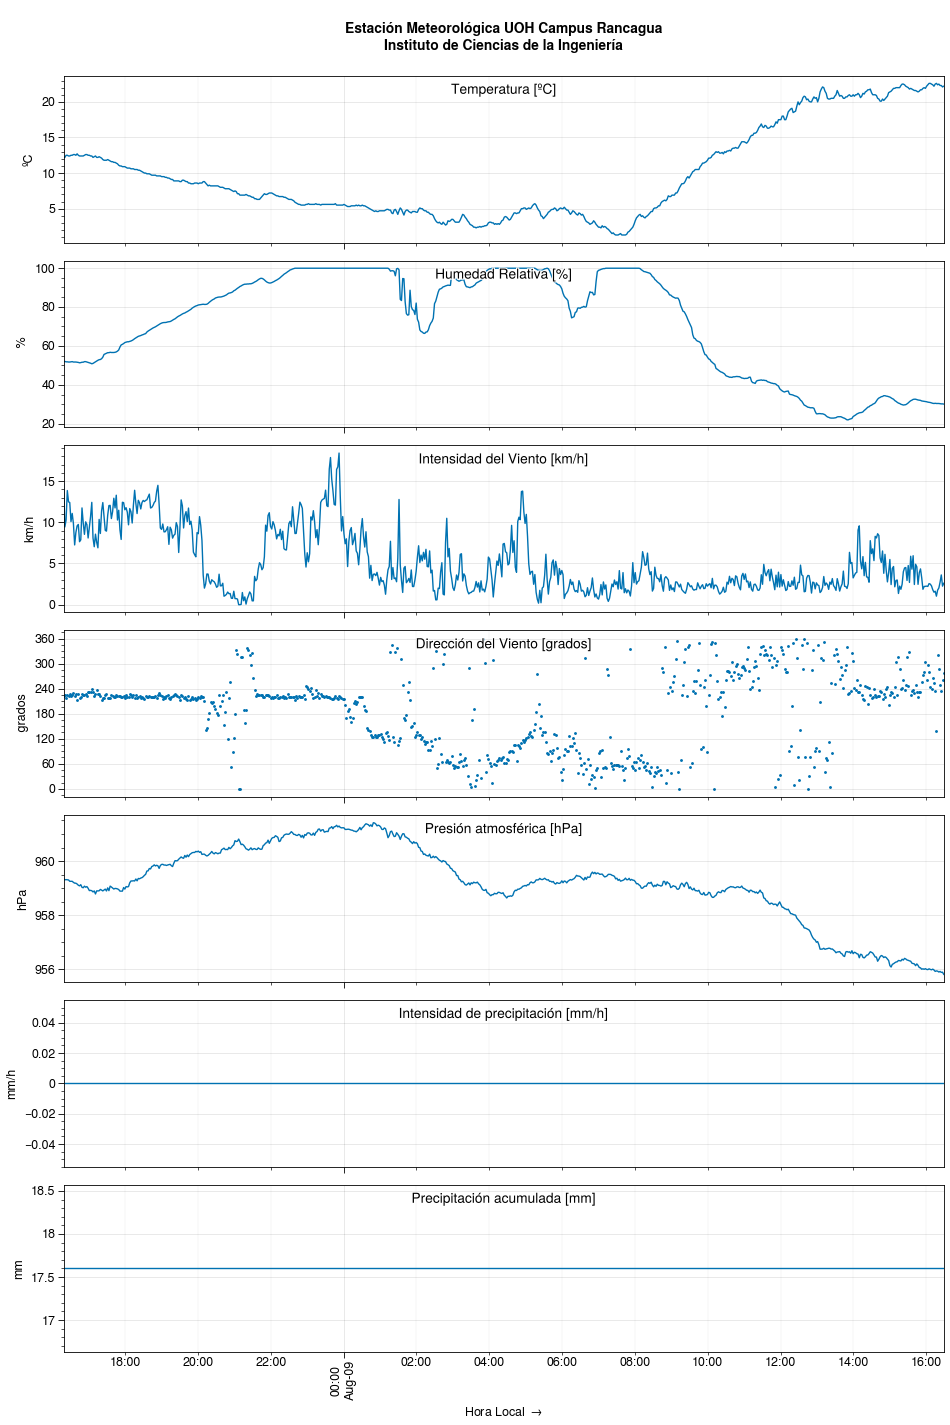 Estación Meteorológica UOH Campus Rancagua
Instituto de Ciencias de la Ingeniería
Temperatura [ºC]
ºC
20
15
10
5
Humedad Relativa [%]
%
100
80
60
40
20
Intensidad del Viento [km/h]
km/h
15
10
5
0
Dirección del Viento [grados]
grados
360
300
240
180
120
60
0
Presión atmosférica [hPa]
hPa
960
958
956
Intensidad de precipitación [mm/h]
mm/h
0.04
0.02
0
−0.02
−0.04
Precipitación acumulada [mm]
mm
18.5
18
17.5
17
18:00 20:00 22:00 00:00 02:00 04:00 06:00 08:00 10:00 12:00 14:00 16:00
Aug-09
Hora Local →